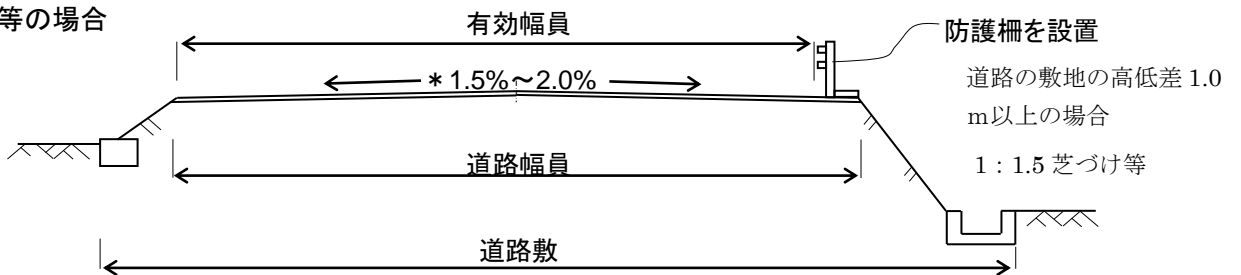 等の場合
有効幅員
防護柵を設置
*1.5%~2.0%
道路の敷地の高低差 1.0
m以上の場合
道路幅員
1：1.5 芝づけ等
道路敷